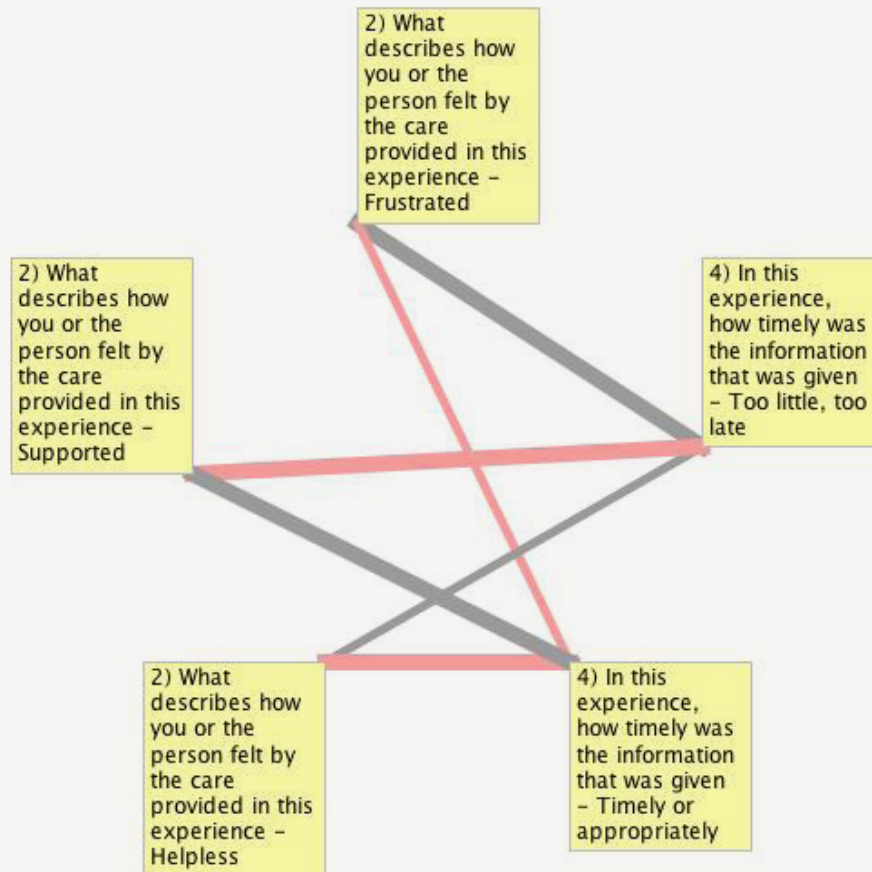 2) What
describes how
you or the
person felt by
the care
provided in this
experience –
Frustrated
2) What
describes how
you or the
person felt by
the care
provided in this
experience –
Supported
4) In this
experience,
how timely was
the information
that was given
– Too little, too
late
2) What
describes how
you or the
person felt by
the care
provided in this
experience –
Helpless
4) In this
experience,
how timely was
the information
that was given
– Timely or
appropriately